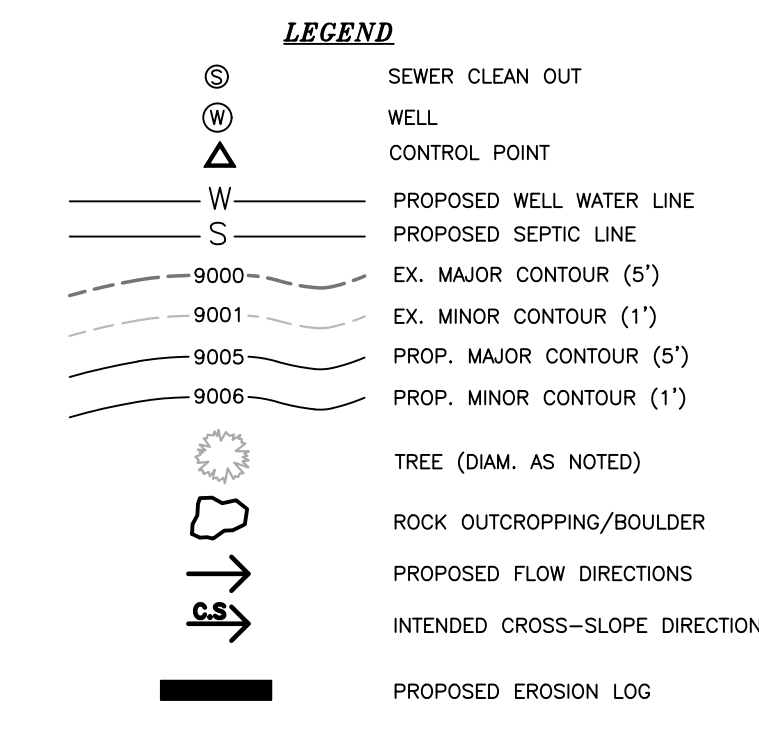 LEGEND
S SEWER CLEAN OUT
W WELL
CONTROL POINT
W PROPOSED WELL WATER LINE
S PROPOSED SEPTIC LINE
9000 EX. MAJOR CONTOUR (5')
9001 EX. MINOR CONTOUR (1')
9005 PROP. MAJOR CONTOUR (5')
9006 PROP. MINOR CONTOUR (1')
TREE (DIAM. AS NOTED)
ROCK OUTCROPPING/BOULDER
PROPOSED FLOW DIRECTIONS
C.S INTENDED CROSS-SLOPE DIRECTION
PROPOSED EROSION LOG